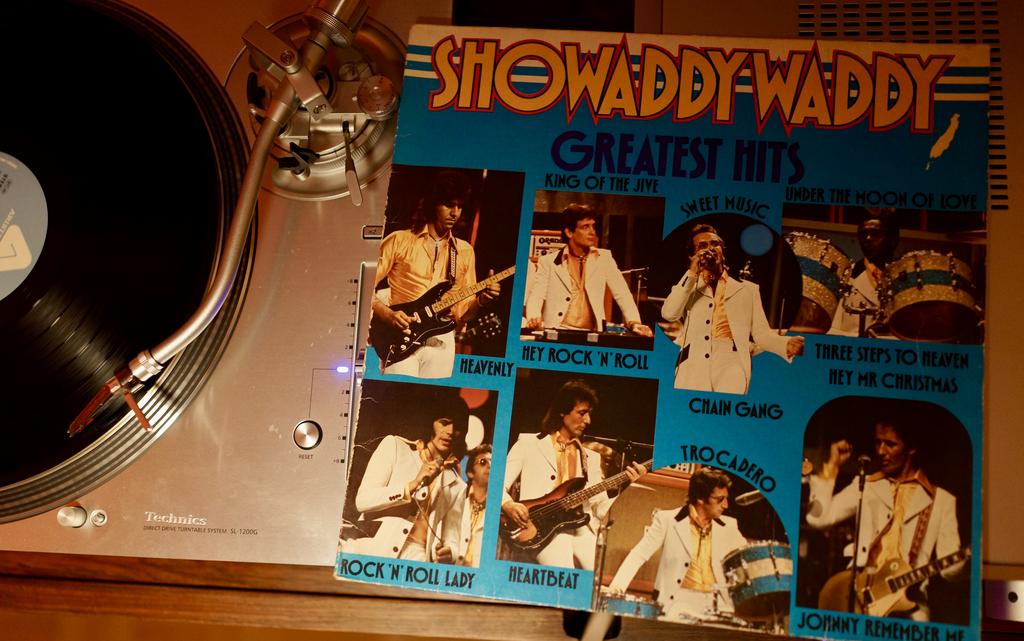 SHOWADDYWADDY
GREATEST HITS
KING OF THE JIVE
SWEET MUSIC
UNDER THE MOON OF LOVE
HEAVENLY
HEY ROCK 'N' ROLL
CHAIN GANG
THREE STEPS TO HEAVEN
HEY MR CHRISTMAS
TROCADERO
ROCK 'N' ROLL LADY
HEARTBEAT
JOHNNY REMEMBER ME
RESET
Technics
DIRECT DRIVE TURNTABLE SYSTEM SL-1200G